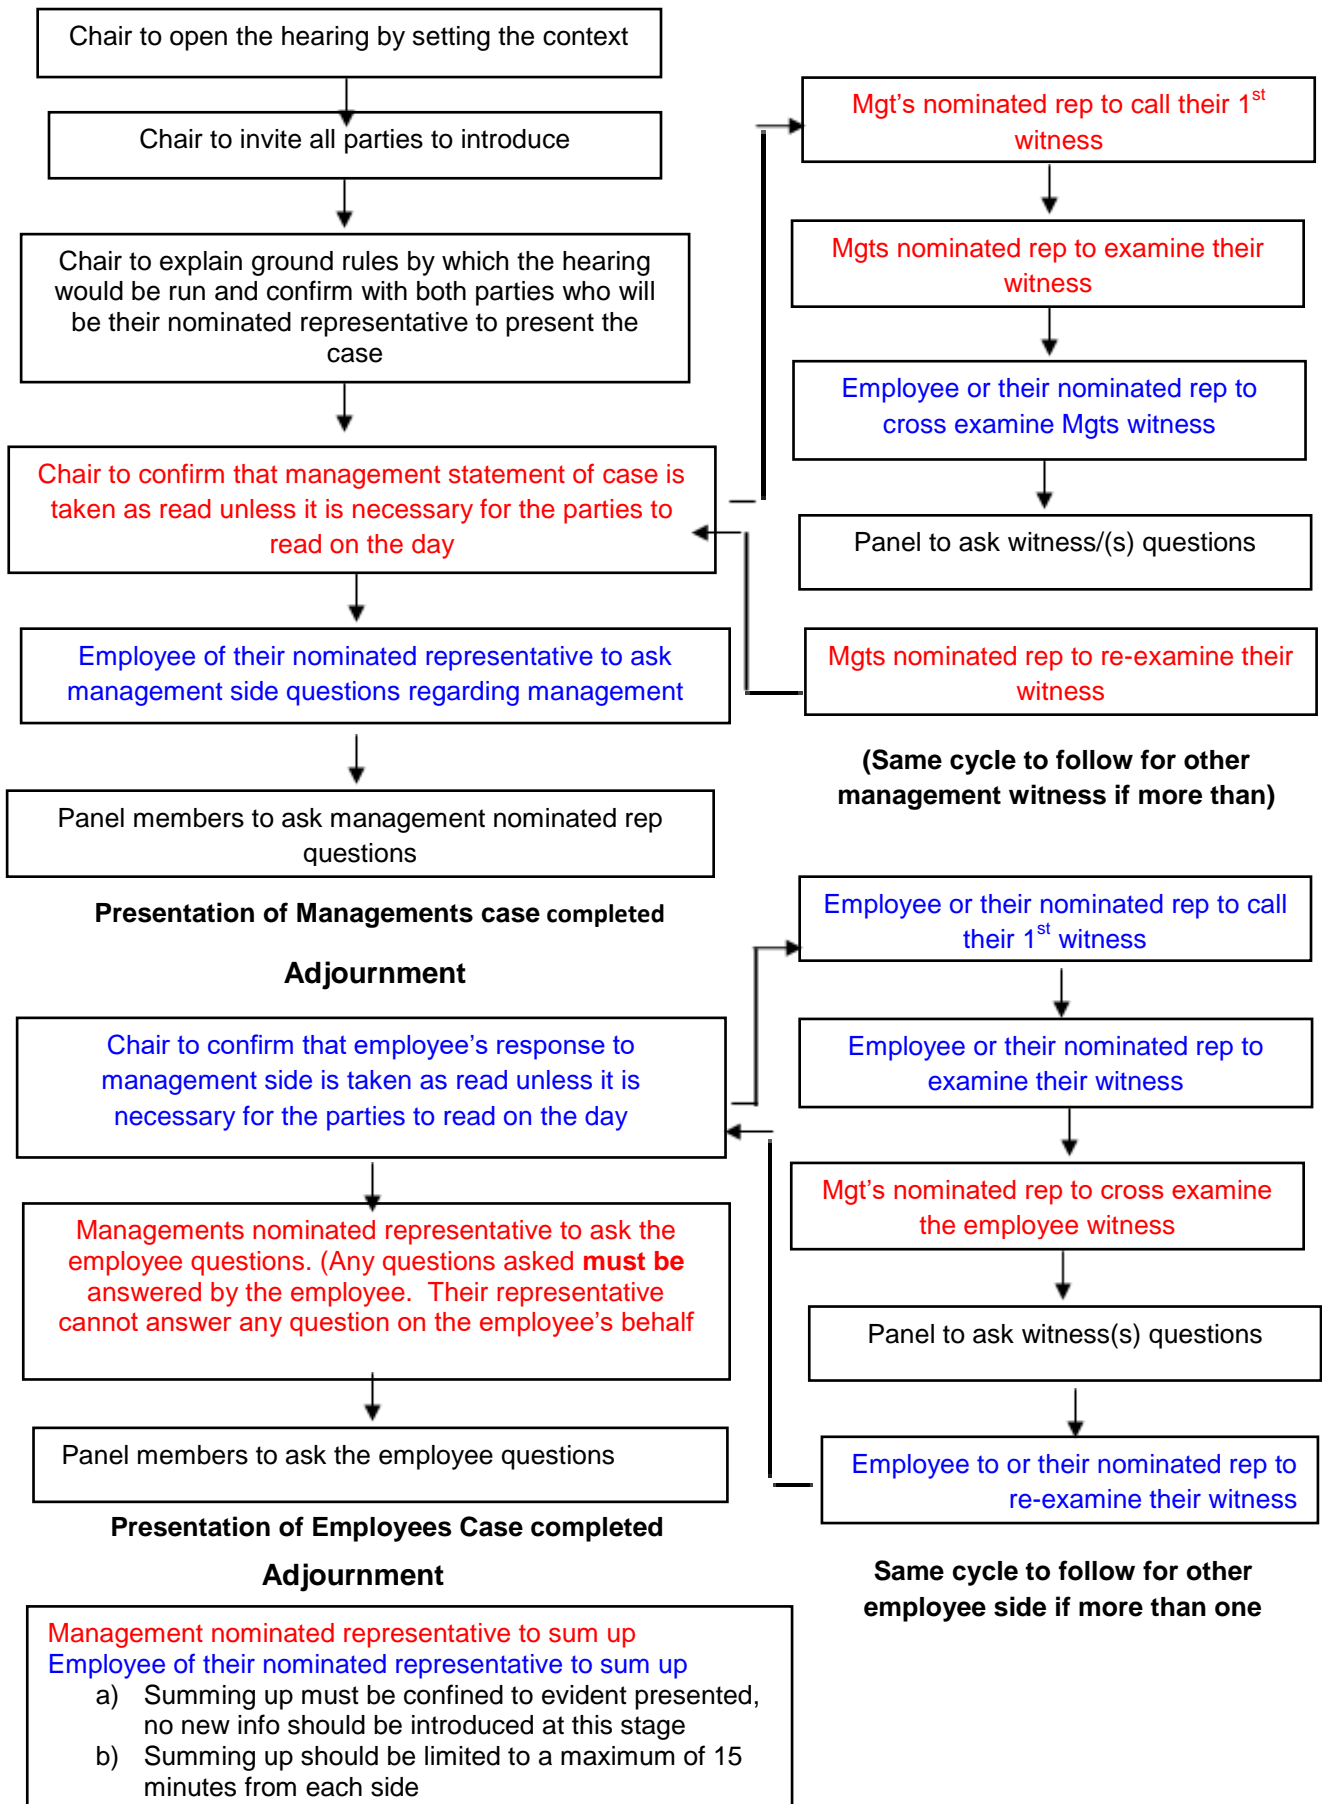 Chair to open the hearing by setting the context
Chair to invite all parties to introduce
Chair to explain ground rules by which the hearing
would be run and confirm with both parties who will
be their nominated representative to present the
case
Chair to confirm that management statement of case is
taken as read unless it is necessary for the parties to
read on the day
Mgt's nominated rep to call their 1st
witness
Mgts nominated rep to examine their
witness
Employee or their nominated rep to
cross examine Mgts witness
Panel to ask witness/(s) questions
Mgts nominated rep to re-examine their
witness
(Same cycle to follow for other
management witness if more than)
Employee of their nominated representative to ask
management side questions regarding management
Panel members to ask management nominated rep
questions
Presentation of Managements case completed
Adjournment
Chair to confirm that employee's response to
management side is taken as read unless it is
necessary for the parties to read on the day
Employee or their nominated rep to call
their 1st witness
Employee or their nominated rep to
examine their witness
Mgt's nominated rep to cross examine
the employee witness
Panel to ask witness(s) questions
Employee to or their nominated rep to
re-examine their witness
Same cycle to follow for other
employee side if more than one
Managements nominated representative to ask the
employee questions. (Any questions asked must be
answered by the employee. Their representative
cannot answer any question on the employee's behalf
Panel members to ask the employee questions
Presentation of Employees Case completed
Adjournment
Management nominated representative to sum up
Employee of their nominated representative to sum up
a) Summing up must be confined to evident presented,
no new info should be introduced at this stage
b) Summing up should be limited to a maximum of 15
minutes from each side